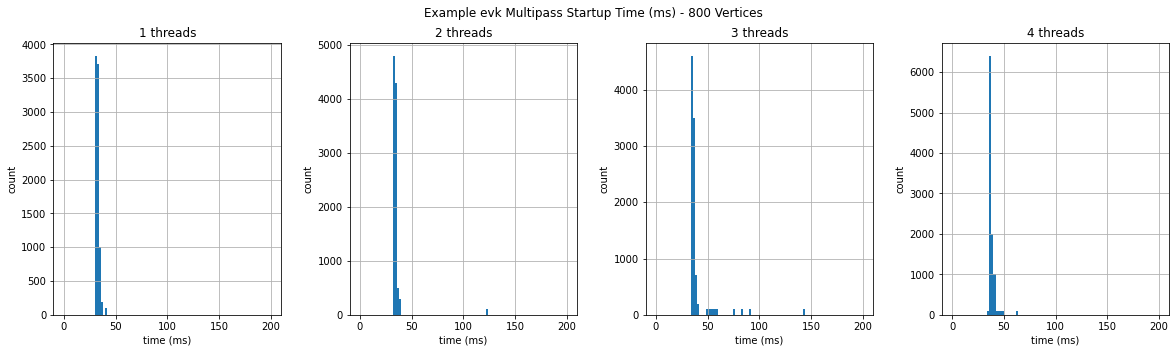 Example evk Multipass Startup Time (ms) - 800 Vertices
1 threads
4000
3500
3000
2500
2000
1500
1000
500
0
count
0 50 100 150 200
time (ms)
2 threads
5000
4000
3000
2000
1000
0
count
0 50 100 150 200
time (ms)
3 threads
4000
3000
2000
1000
0
count
0 50 100 150 200
time (ms)
4 threads
6000
5000
4000
3000
2000
1000
0
count
0 50 100 150 200
time (ms)